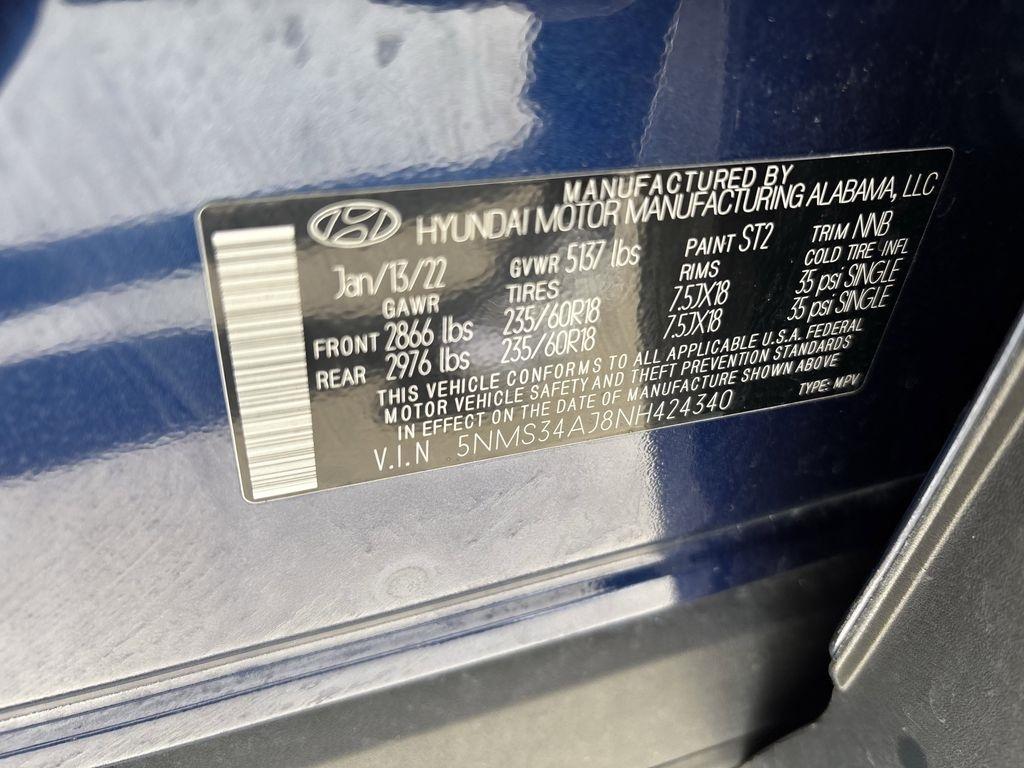 MANUFACTURED BY
HYUNDAI MOTOR MANUFACTURING ALABAMA, LLC
Jan/13/22 GVWR 5137 lbs PAINT ST2 TRIM NNB
GAWR TIRES RIMS COLD TIRE INFL
FRONT 2866 lbs 235/60R18 7.5JX18 35 psi SINGLE
REAR 2976 lbs 235/60R18 7.5JX18 35 psi SINGLE
THIS VEHICLE CONFORMS TO ALL APPLICABLE U.S.A. FEDERAL
MOTOR VEHICLE SAFETY AND THEFT PREVENTION STANDARDS
IN EFFECT ON THE DATE OF MANUFACTURE SHOWN ABOVE
V.I.N 5NMS34AJ8NH424340 TYPE: MPV